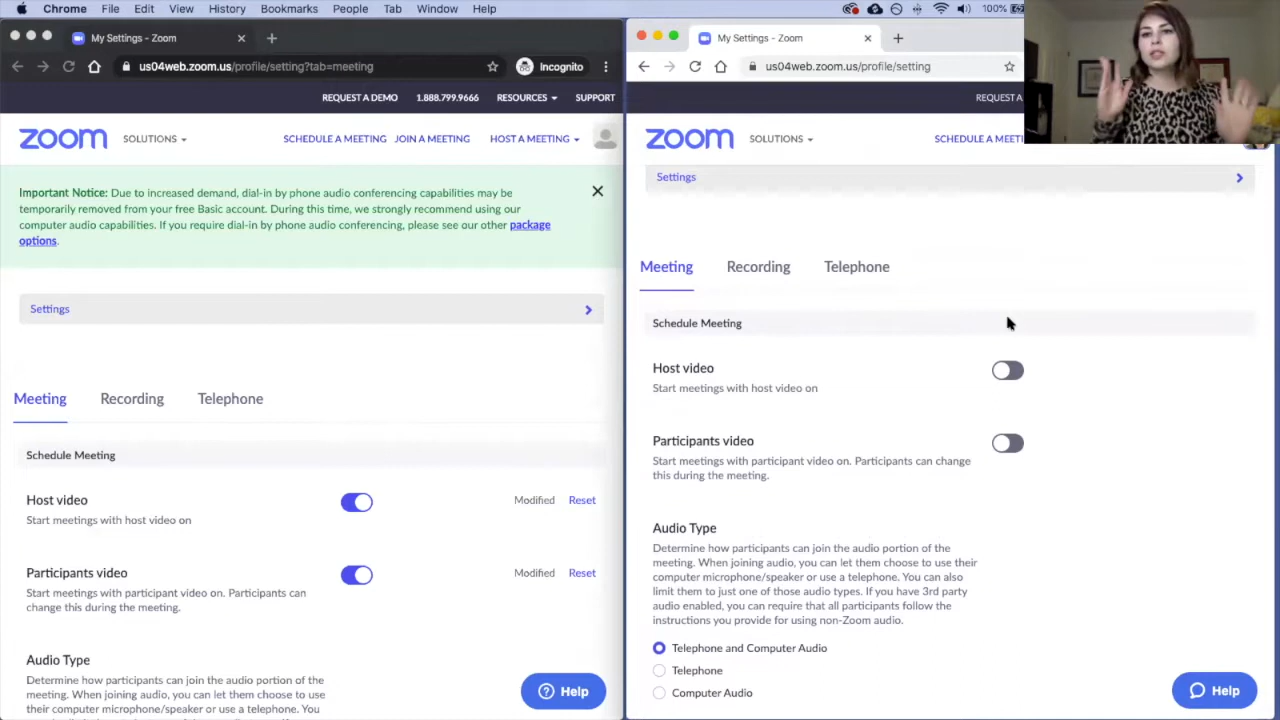 Chrome File Edit View History Bookmarks People Tab Window Help 100%
My Settings - Zoom
us04web.zoom.us/profile/setting?tab=meeting
Incognito
REQUEST A DEMO 1.888.799.9666 RESOURCES SUPPORT
zoom SOLUTIONS SCHEDULE A MEETING JOIN A MEETING HOST A MEETING
Important Notice: Due to increased demand, dial-in by phone audio conferencing capabilities may be
temporarily removed from your free Basic account. During this time, we strongly recommend using our
computer audio capabilities. If you require dial-in by phone audio conferencing, please see our other package
options.
Settings
Meeting Recording Telephone
Schedule Meeting
Host video Modified Reset
Start meetings with host video on
Participants video Modified Reset
Start meetings with participant video on. Participants can
change this during the meeting.
Audio Type
Determine how participants can join the audio portion of the
meeting. When joining audio, you can let them choose to use
their computer microphone/speaker or use a telephone. You
Help
My Settings - Zoom
us04web.zoom.us/profile/setting
REQUEST A
zoom SOLUTIONS SCHEDULE A MEETI
Settings
Meeting Recording Telephone
Schedule Meeting
Host video
Start meetings with host video on
Participants video
Start meetings with participant video on. Participants can change
this during the meeting.
Audio Type
Determine how participants can join the audio portion of the
meeting. When joining audio, you can let them choose to use their
computer microphone/speaker or use a telephone. You can also
limit them to just one of those audio types. If you have 3rd party
audio enabled, you can require that all participants follow the
instructions you provide for using non-Zoom audio.
Telephone and Computer Audio
Telephone
Computer Audio
Help